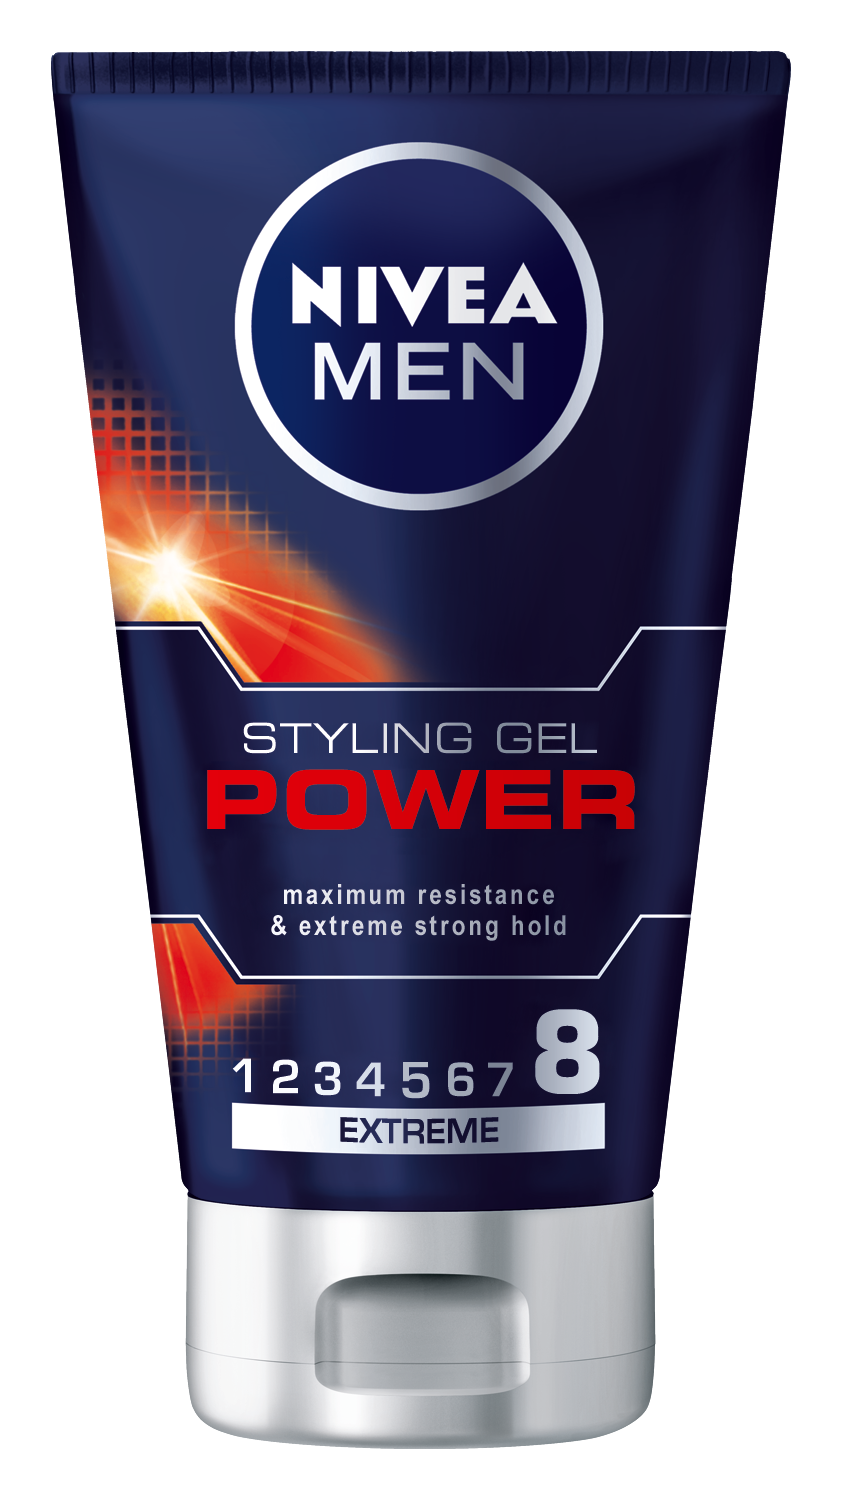 NIVEA
MEN
STYLING GEL
POWER
maximum resistance
& extreme strong hold
1 2 3 4 5 6 7 8
EXTREME